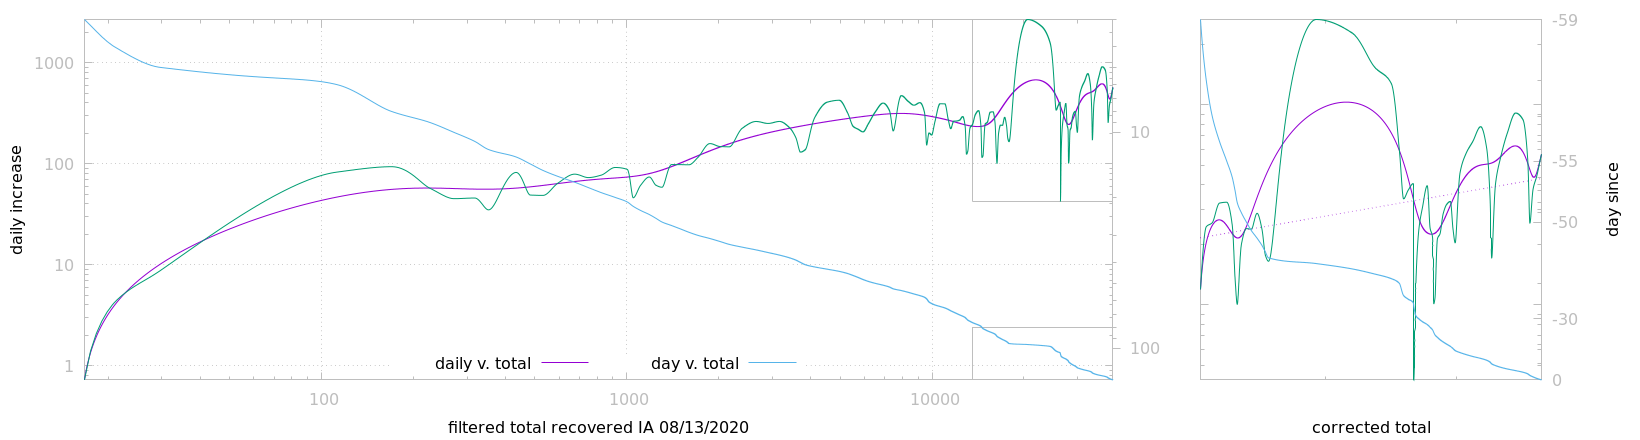 daily increase
1000
100
10
1
daily v. total
day v. total
100
1000
10000
filtered total recovered IA 08/13/2020
10
100
-59
-55
-50
-30
0
day since
corrected total